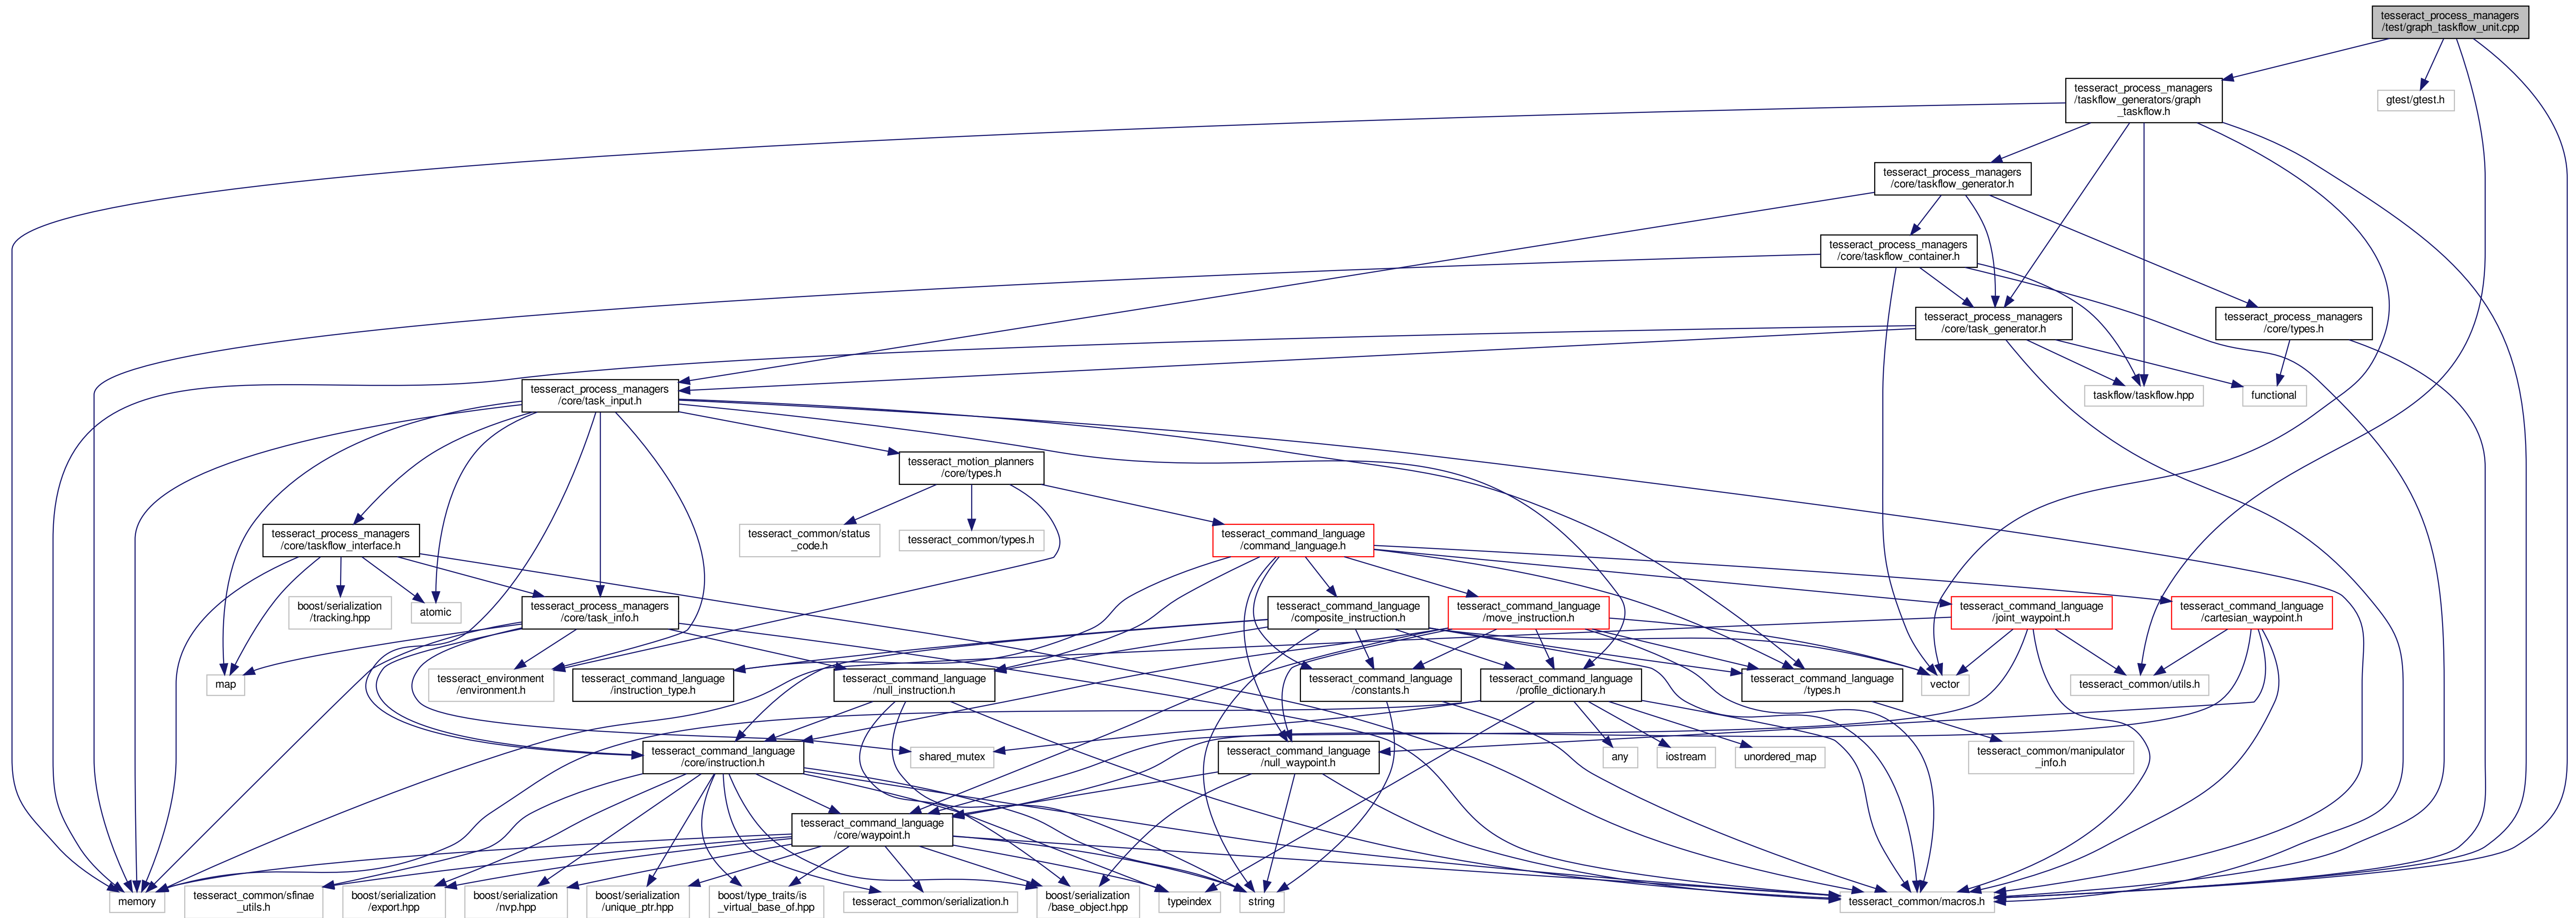 tesseract_process_managers
/test/graph_taskflow_unit.cpp
tesseract_process_managers
/taskflow_generators/graph
_taskflow.h
gtest/gtest.h
tesseract_process_managers
/core/taskflow_generator.h
tesseract_process_managers
/core/taskflow_container.h
tesseract_process_managers
/core/task_generator.h
tesseract_process_managers
/core/types.h
tesseract_process_managers
/core/task_input.h
taskflow/taskflow.hpp
functional
tesseract_motion_planners
/core/types.h
tesseract_process_managers
/core/taskflow_interface.h
tesseract_common/status
_code.h
tesseract_common/types.h
tesseract_command_language
/command_language.h
boost/serialization
/tracking.hpp
atomic
tesseract_process_managers
/core/task_info.h
tesseract_command_language
/composite_instruction.h
tesseract_command_language
/move_instruction.h
tesseract_command_language
/joint_waypoint.h
tesseract_command_language
/cartesian_waypoint.h
map
tesseract_environment
/environment.h
tesseract_command_language
/instruction_type.h
tesseract_command_language
/null_instruction.h
tesseract_command_language
/constants.h
tesseract_command_language
/profile_dictionary.h
tesseract_command_language
/types.h
vector
tesseract_common/utils.h
tesseract_command_language
/core/instruction.h
shared_mutex
tesseract_command_language
/null_waypoint.h
any
iostream
unordered_map
tesseract_common/manipulator
_info.h
tesseract_command_language
/core/waypoint.h
memory
tesseract_common/sfinae
_utils.h
boost/serialization
/export.hpp
boost/serialization
/nvp.hpp
boost/serialization
/unique_ptr.hpp
boost/type_traits/is
_virtual_base_of.hpp
tesseract_common/serialization.h
boost/serialization
/base_object.hpp
typeindex
string
tesseract_common/macros.h